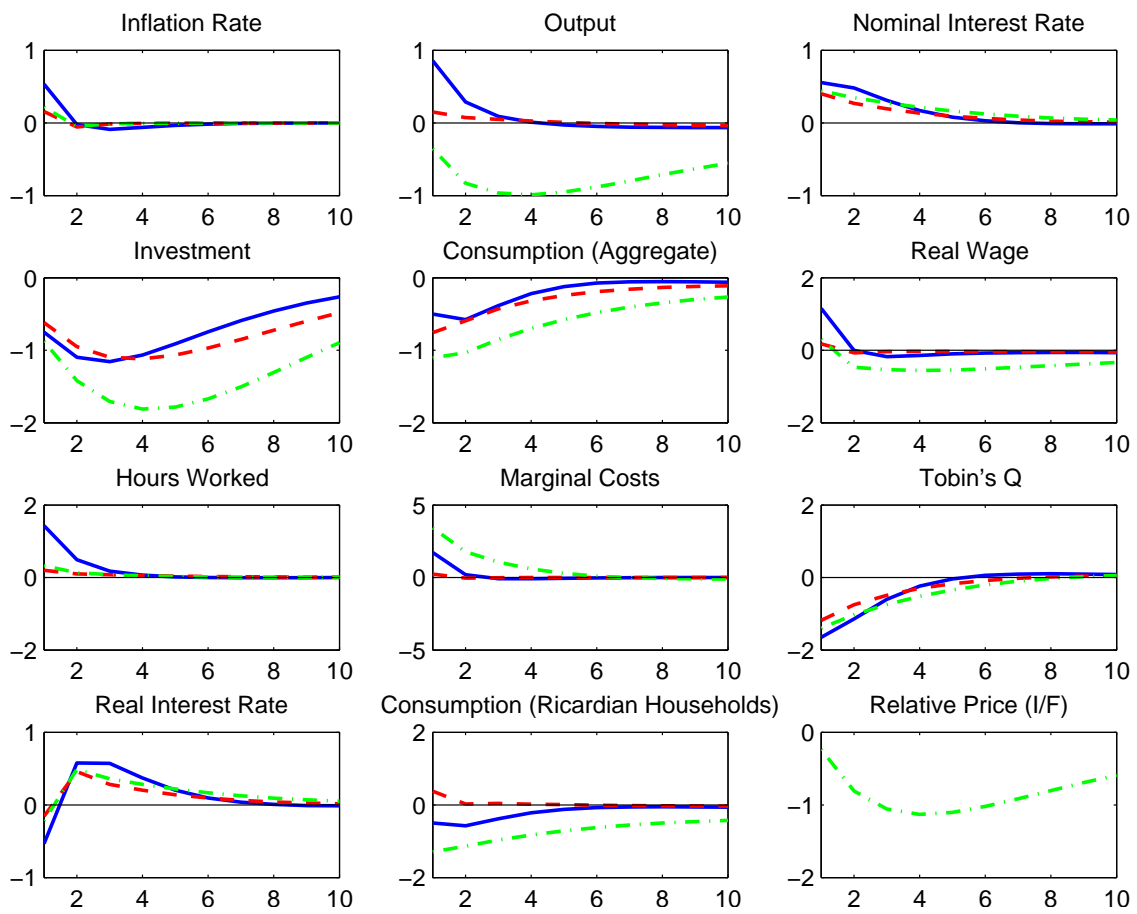 Inflation Rate
Output
Nominal Interest Rate
1
0
−1
2 4 6 8 10
1
0
−1
2 4 6 8 10
1
0
−1
2 4 6 8 10
Investment
Consumption (Aggregate)
Real Wage
0
−1
−2
2 4 6 8 10
0
−1
−2
2 4 6 8 10
2
0
−2
2 4 6 8 10
Hours Worked
Marginal Costs
Tobin's Q
2
0
−2
2 4 6 8 10
5
0
−5
2 4 6 8 10
2
0
−2
2 4 6 8 10
Real Interest Rate
Consumption (Ricardian Households)
Relative Price (I/F)
1
0
−1
2 4 6 8 10
2
0
−2
2 4 6 8 10
0
−1
−2
2 4 6 8 10